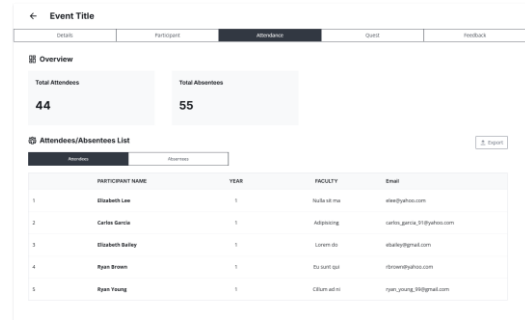 ← Event Title
Details Participant Attendance Quest Feedback
Overview
Total Attendees Total Absentees
44 55
Attendees/Absentees List
Export
Attendees Absentees
PARTICIPANT NAME YEAR FACULTY Email
1 Elizabeth Lee 1 Nulla sit ma elee@yahoo.com
2 Carlos Garcia 1 Adipisicing carlos_garcia_91@yahoo.com
3 Elizabeth Bailey 1 Lorem do ebailey@gmail.com
4 Ryan Brown 1 Eu sunt qui rbrown@yahoo.com
5 Ryan Young 1 Cillum ad ni ryan_young_99@gmail.com